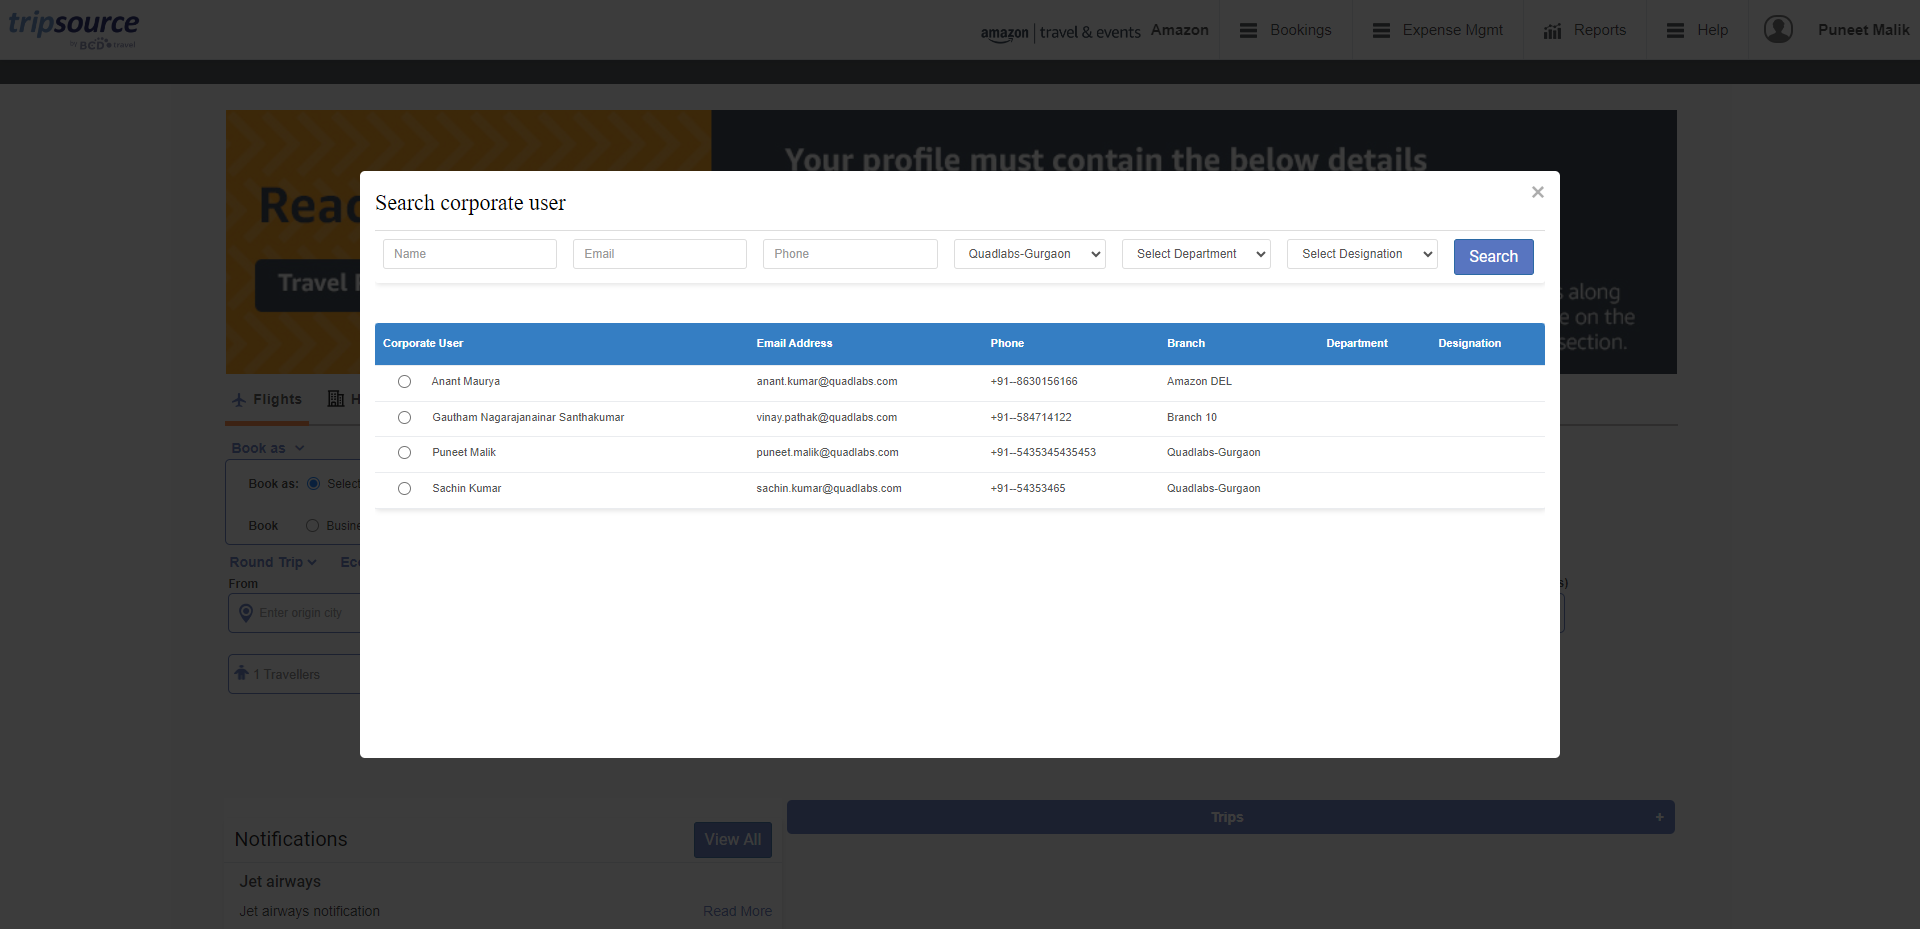 tripsource
by BCD travel
amazon | travel & events Amazon
Bookings
Expense Mgmt
Reports
Help
Puneet Malik
Your profile must contain the below details
Travel
along
on the
section.
Search corporate user
×
Name
Email
Phone
Quadlabs-Gurgaon
Select Department
Select Designation
Search
Corporate User Email Address Phone Branch Department Designation
Anant Maurya anant.kumar@quadlabs.com +91--8630156166 Amazon DEL
Gautham Nagarajanainar Santhakumar vinay.pathak@quadlabs.com +91--584714122 Branch 10
Puneet Malik puneet.malik@quadlabs.com +91--5435345435453 Quadlabs-Gurgaon
Sachin Kumar sachin.kumar@quadlabs.com +91--54353465 Quadlabs-Gurgaon
Flights
Book as
Book as: Select
Book
Round Trip
From
Enter origin city
1 Travellers
Notifications
View All
Jet airways
Jet airways notification
Read More
Trips
+